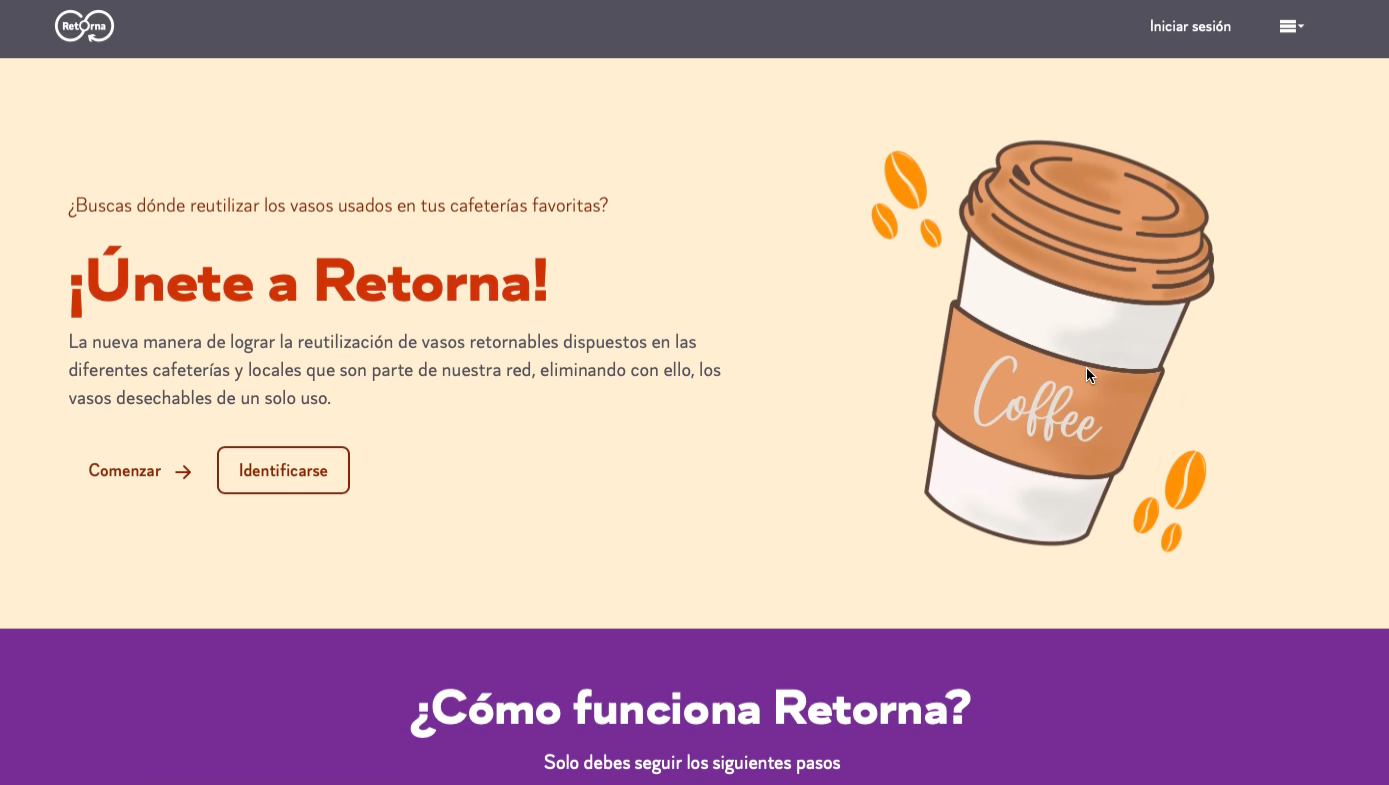 RetOrna
Iniciar sesión
¿Buscas dónde reutilizar los vasos usados en tus cafeterías favoritas?
¡Únete a Retorna!
La nueva manera de lograr la reutilización de vasos retornables dispuestos en las
diferentes cafeterías y locales que son parte de nuestra red, eliminando con ello, los
vasos desechables de un solo uso.
Comenzar → Identificarse
Coffee
¿Cómo funciona Retorna?
Solo debes seguir los siguientes pasos